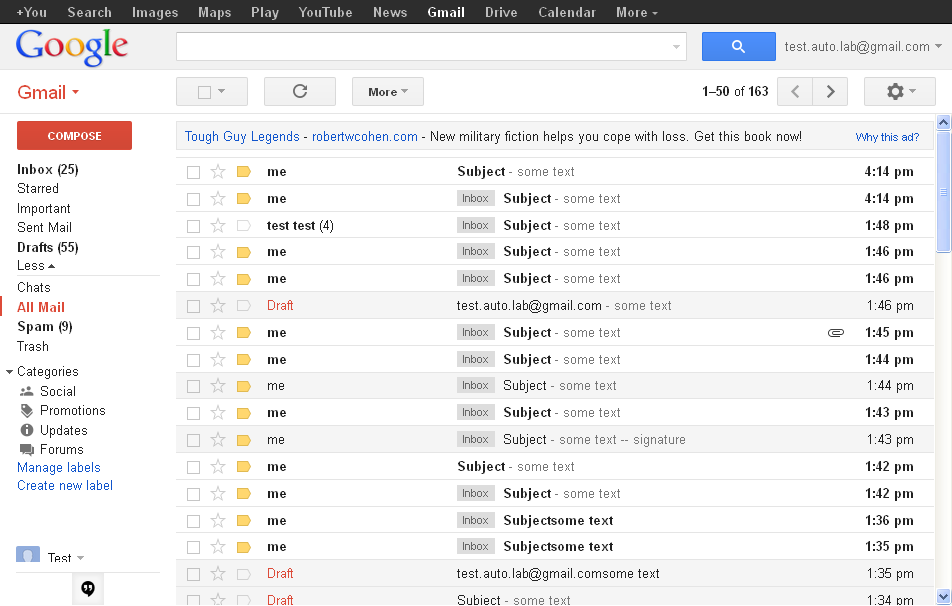 +You Search Images Maps Play YouTube News Gmail Drive Calendar More
Google test.auto.lab@gmail.com
Gmail More 1–50 of 163
COMPOSE
Inbox (25)
Starred
Important
Sent Mail
Drafts (55)
Less
Chats
All Mail
Spam (9)
Trash
Categories
Social
Promotions
Updates
Forums
Manage labels
Create new label
Test
Tough Guy Legends - robertwcohen.com - New military fiction helps you cope with loss. Get this book now! Why this ad?
me Subject - some text 4:14 pm
me Inbox Subject - some text 4:14 pm
test test (4) Inbox Subject - some text 1:48 pm
me Inbox Subject - some text 1:46 pm
me Inbox Subject - some text 1:46 pm
Draft test.auto.lab@gmail.com - some text 1:46 pm
me Inbox Subject - some text 1:45 pm
me Inbox Subject - some text 1:44 pm
me Inbox Subject - some text 1:44 pm
me Inbox Subject - some text 1:43 pm
me Inbox Subject - some text -- signature 1:43 pm
me Subject - some text 1:42 pm
me Inbox Subject - some text 1:42 pm
me Inbox Subjectsome text 1:36 pm
me Inbox Subjectsome text 1:35 pm
Draft test.auto.lab@gmail.comsome text 1:35 pm
Draft Subject - some text 1:34 pm